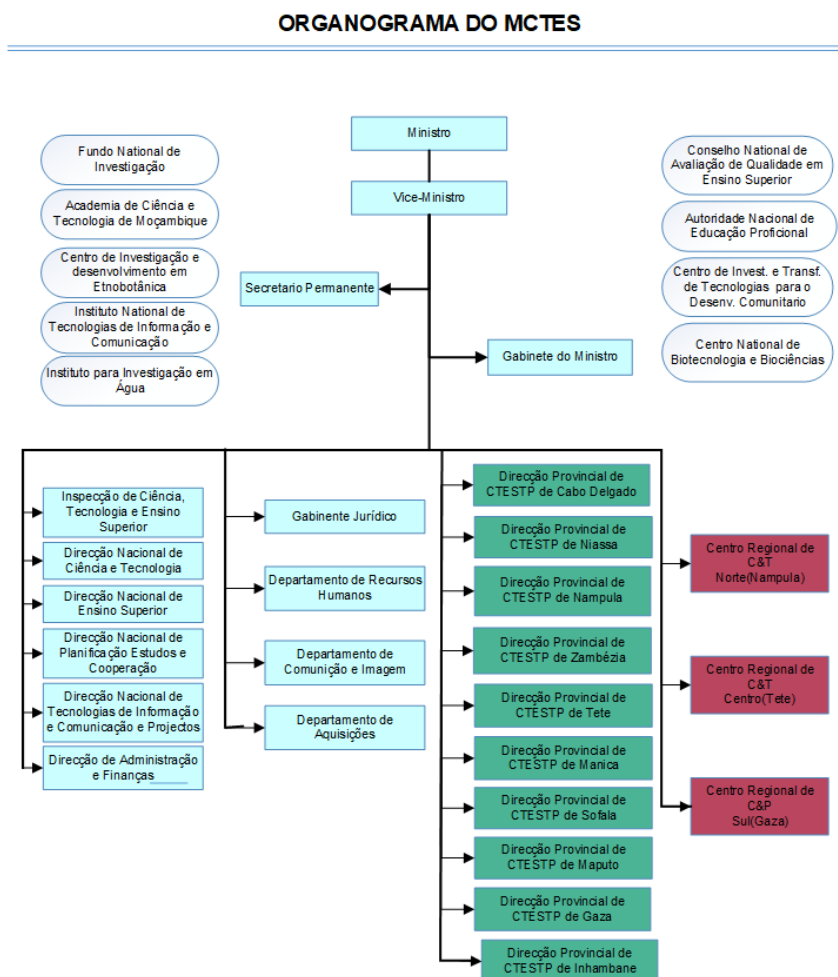 ORGANOGRAMA DO MCTES
Ministro
Vice-Ministro
Secretario Permanente
Gabinete do Ministro
Fundo National de
Investigação
Academia de Ciência e
Tecnologia de Moçambique
Centro de Investigação e
desenvolvimento em
Etnobotânica
Instituto National de
Tecnologias de Informação e
Comunicação
Instituto para Investigação em
Água
Conselho National de
Avaliação de Qualidade em
Ensino Superior
Autoridade Nacional de
Educação Proficional
Centro de Invest. e Transf.
de Tecnologias para o
Desenv. Comunitario
Centro National de
Biotecnologia e Biociências
Inspecção de Ciência,
Tecnologia e Ensino
Superior
Direcção Nacional de
Ciência e Tecnologia
Direcção Nacional de
Ensino Superior
Direcção Nacional de
Planificação Estudos e
Cooperação
Direcção Nacional de
Tecnologias de Informação
e Comunicação e Projectos
Direcção de Administração
e Finanças
Gabinente Jurídico
Departamento de Recursos
Humanos
Departamento de
Comunição e Imagem
Departamento de
Aquisições
Direcção Provincial de
CTESTP de Cabo Delgado
Direcção Provincial de
CTESTP de Niassa
Direcção Provincial de
CTESTP de Nampula
Direcção Provincial de
CTESTP de Zambézia
Direcção Provincial de
CTESTP de Tete
Direcção Provincial de
CTESTP de Manica
Direcção Provincial de
CTESTP de Sofala
Direcção Provincial de
CTESTP de Maputo
Direcção Provincial de
CTESTP de Gaza
Direcção Provincial de
CTESTP de Inhambane
Centro Regional de
C&T
Norte(Nampula)
Centro Regional de
C&T
Centro(Tete)
Centro Regional de
C&P
Sul(Gaza)